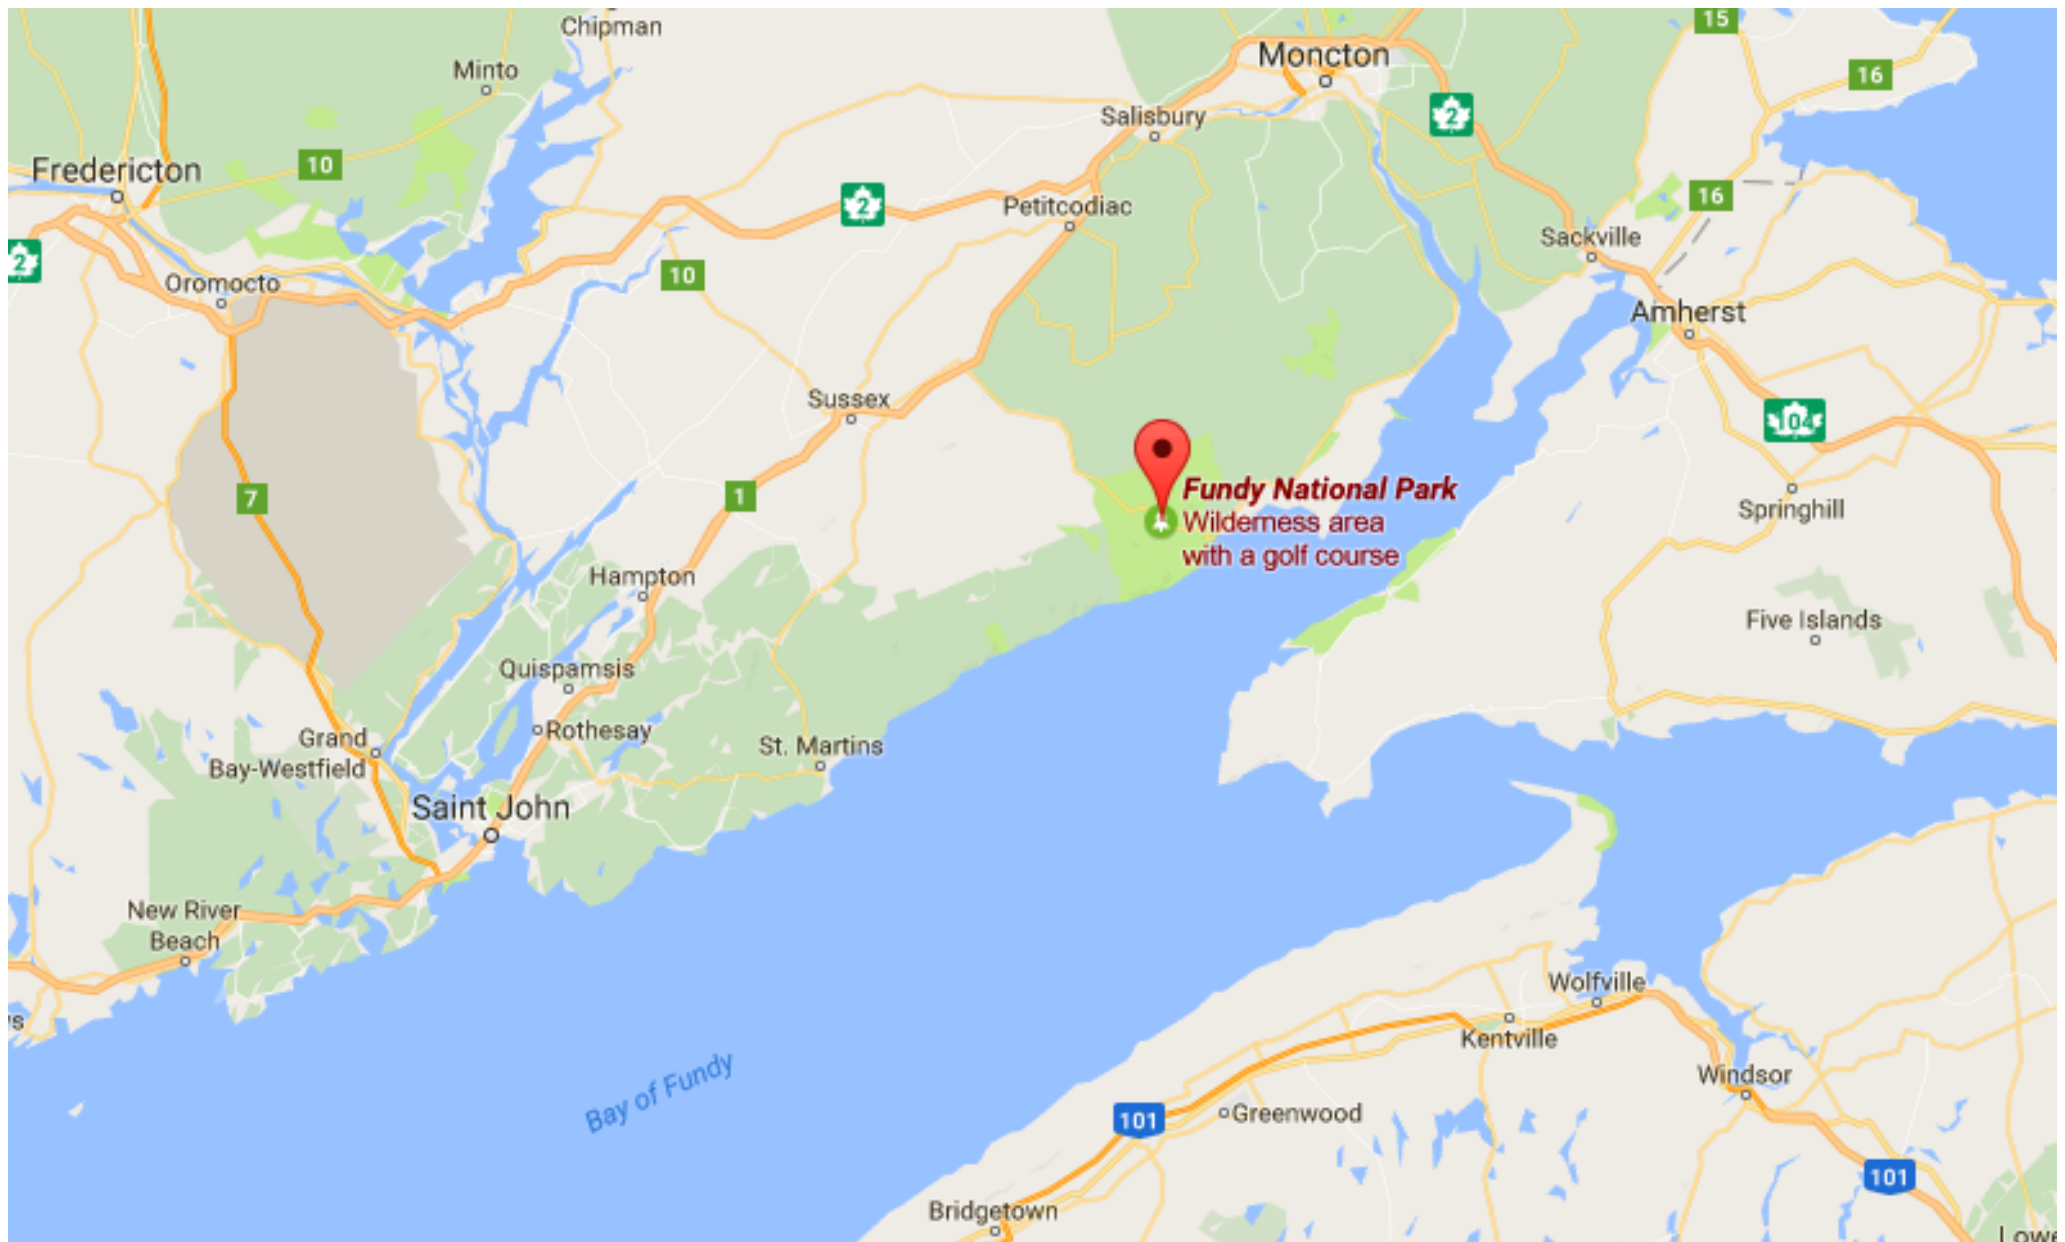 Chipman
15
Minto
Moncton
16
2
Salisbury
Fredericton
10
16
2
Petitcodiac
Sackville
2
10
Oromocto
Amherst
Sussex
104
Fundy National Park
Wilderness area
with a golf course
7
1
Springhill
Hampton
Five Islands
Quispamsis
Rothesay
Grand
Bay-Westfield
St. Martins
Saint John
New River
Beach
Wolfville
Kentville
Windsor
Bay of Fundy
101
Greenwood
101
Bridgetown
Lowe